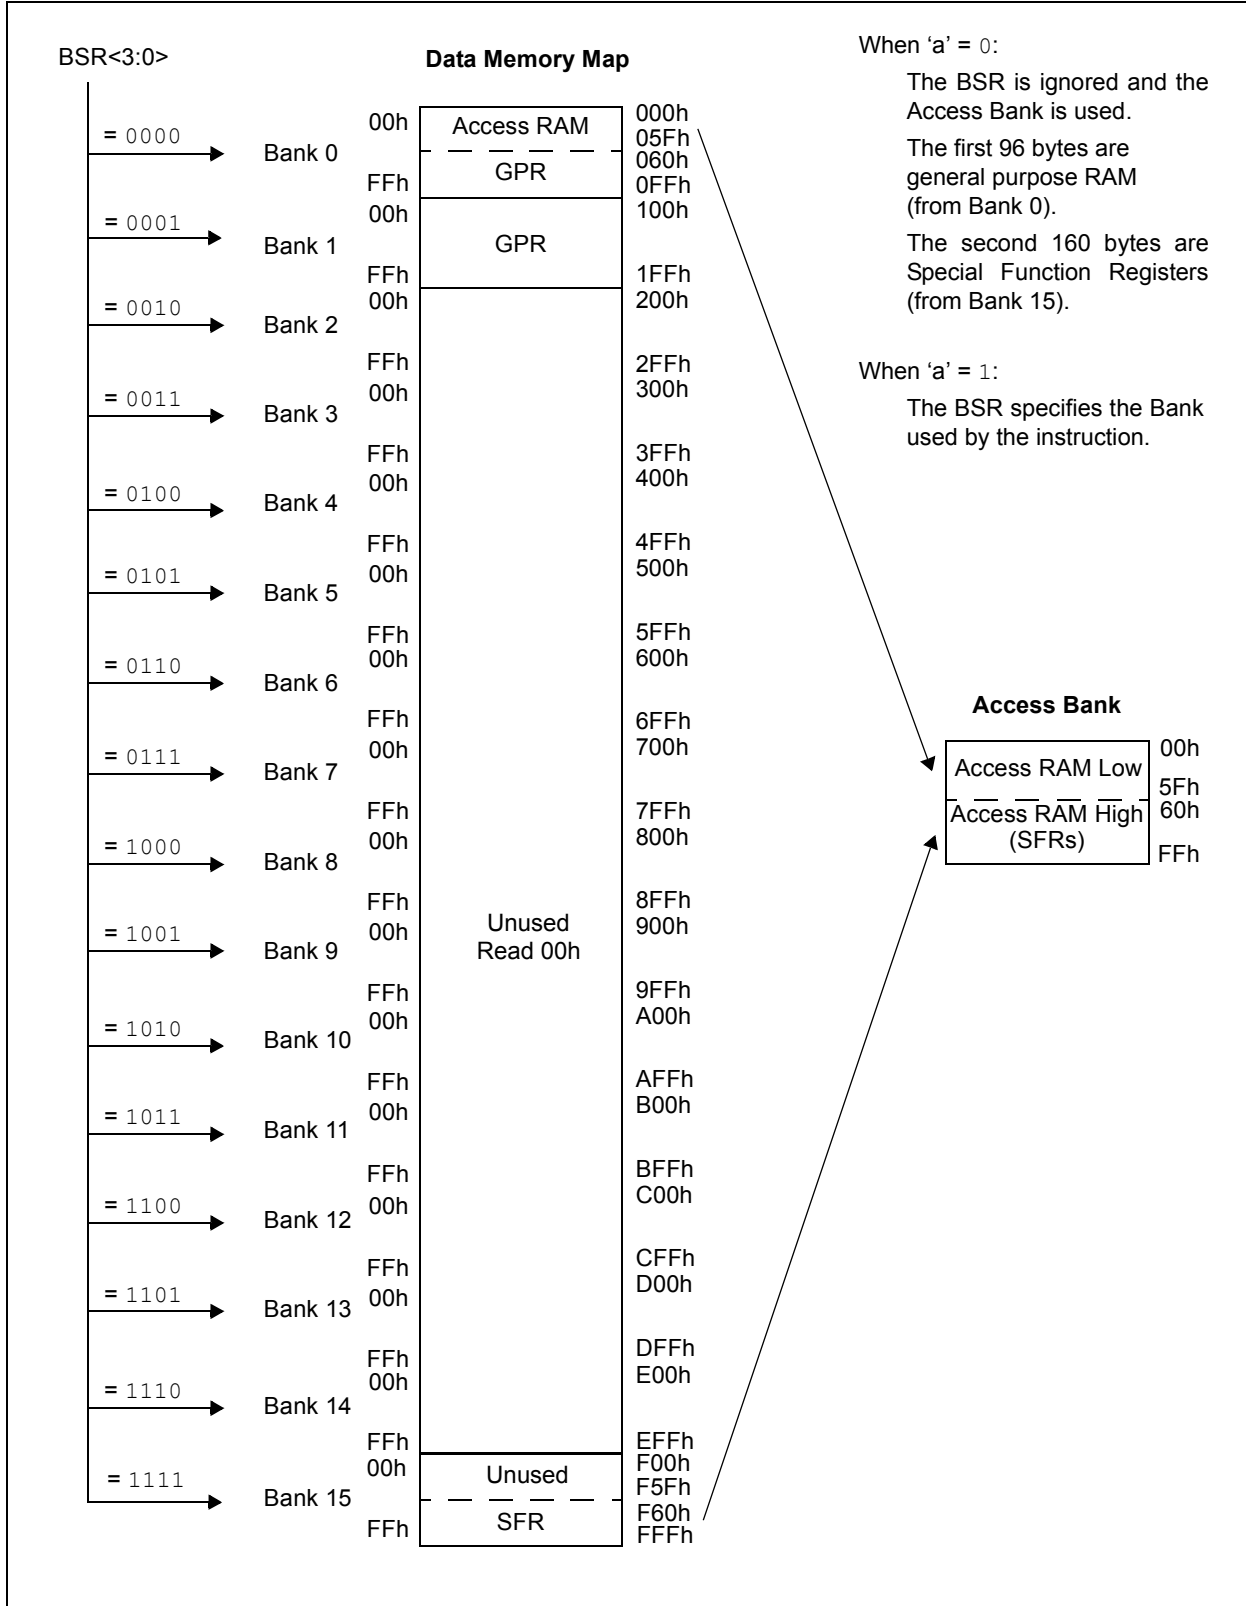 BSR<3:0>
Data Memory Map
When ‘a’ = 0:
The BSR is ignored and the
Access Bank is used.
The first 96 bytes are
general purpose RAM
(from Bank 0).
The second 160 bytes are
Special Function Registers
(from Bank 15).
When ‘a’ = 1:
The BSR specifies the Bank
used by the instruction.
= 0000
Bank 0
00h
FFh
Access RAM
GPR
000h
05Fh
060h
0FFh
= 0001
Bank 1
00h
FFh
GPR
100h
1FFh
= 0010
Bank 2
00h
FFh
200h
2FFh
= 0011
Bank 3
00h
FFh
300h
3FFh
= 0100
Bank 4
00h
FFh
400h
4FFh
= 0101
Bank 5
00h
FFh
500h
5FFh
= 0110
Bank 6
00h
FFh
600h
6FFh
= 0111
Bank 7
00h
FFh
700h
7FFh
= 1000
Bank 8
00h
FFh
800h
8FFh
= 1001
Bank 9
00h
FFh
Unused
Read 00h
900h
9FFh
= 1010
Bank 10
00h
FFh
A00h
AFFh
= 1011
Bank 11
00h
FFh
B00h
BFFh
= 1100
Bank 12
00h
FFh
C00h
CFFh
= 1101
Bank 13
00h
FFh
D00h
DFFh
= 1110
Bank 14
00h
FFh
E00h
EFFh
= 1111
Bank 15
00h
FFh
Unused
SFR
F00h
F5Fh
F60h
FFFh
Access Bank
Access RAM Low
Access RAM High
(SFRs)
00h
5Fh
60h
FFh